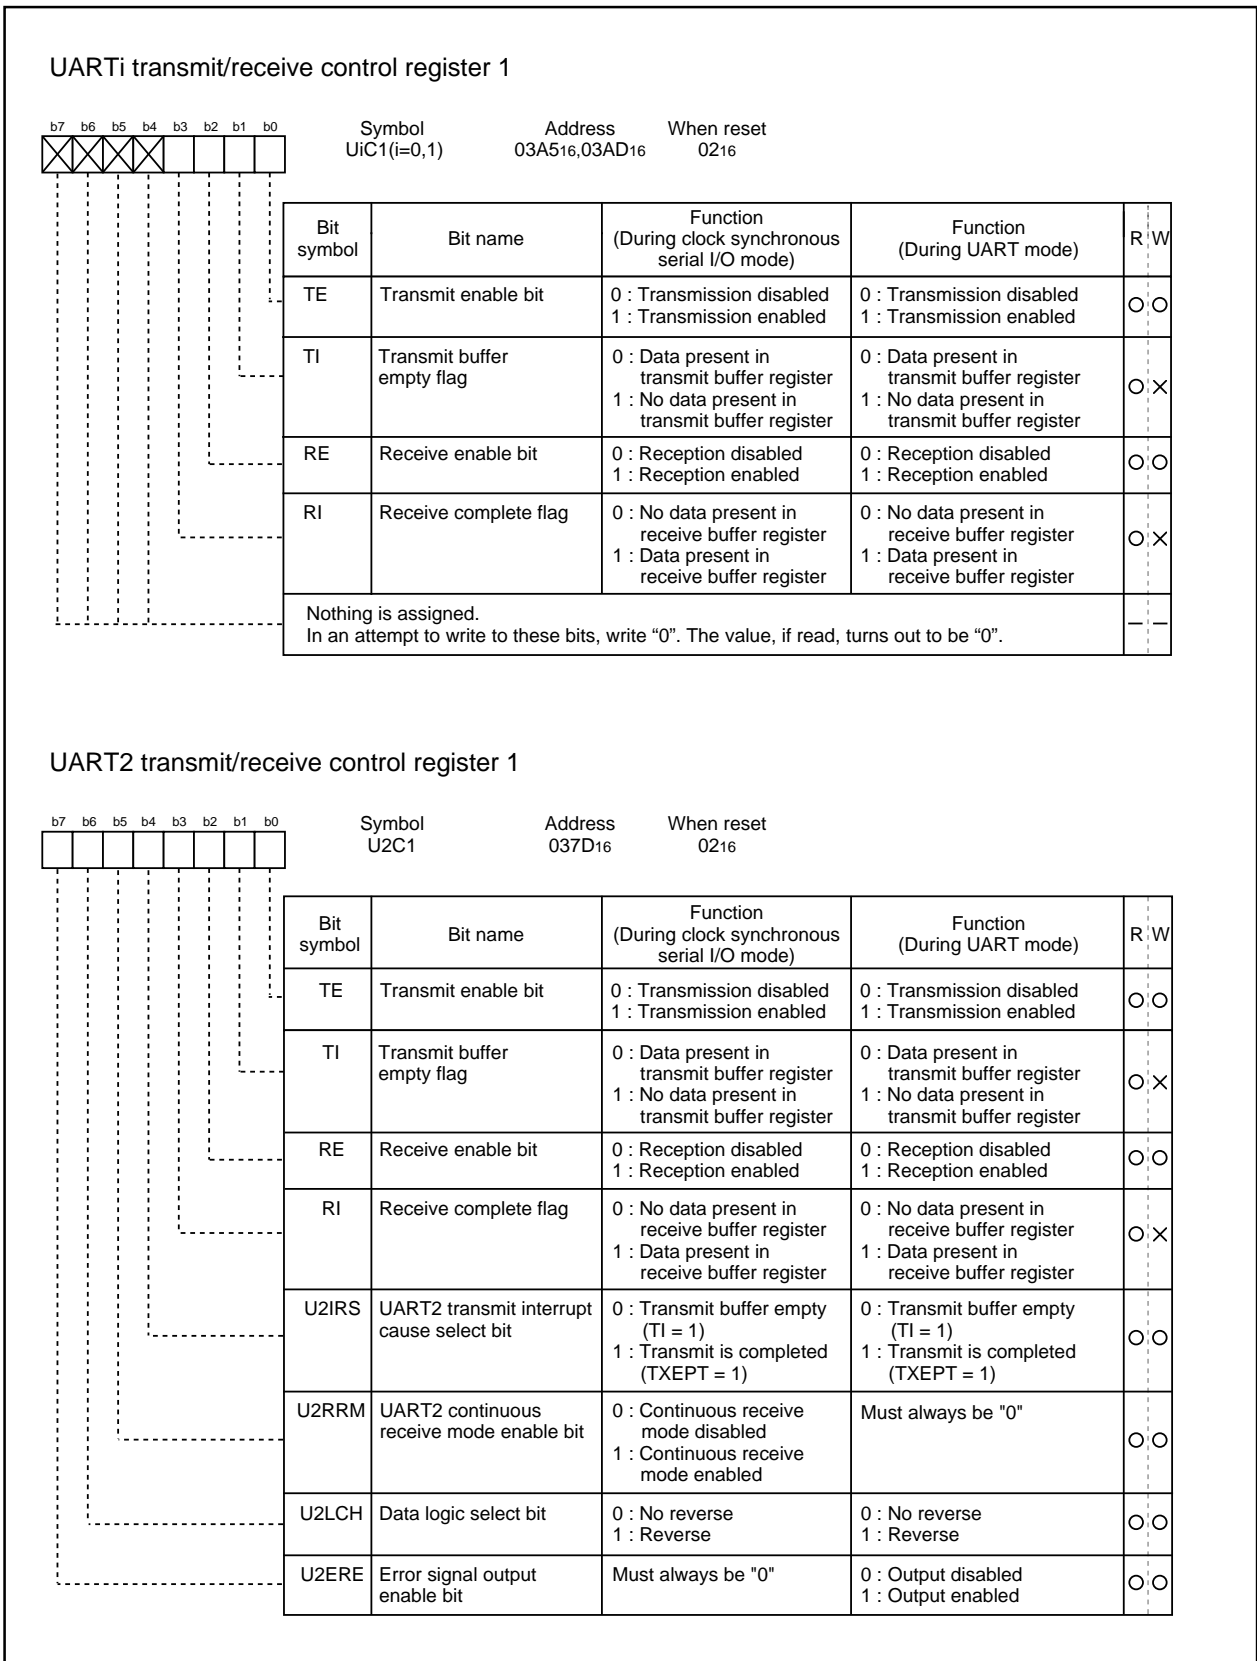 UARTi transmit/receive control register 1
b7 b6 b5 b4 b3 b2 b1 b0
Symbol Address When reset
UiC1(i=0,1) 03A516,03AD16 0216
Bit symbol Bit name Function (During clock synchronous serial I/O mode) Function (During UART mode) R W
TE Transmit enable bit 0 : Transmission disabled 0 : Transmission disabled
1 : Transmission enabled 1 : Transmission enabled
TI Transmit buffer 0 : Data present in 0 : Data present in
empty flag transmit buffer register transmit buffer register
1 : No data present in 1 : No data present in
transmit buffer register transmit buffer register
RE Receive enable bit 0 : Reception disabled 0 : Reception disabled
1 : Reception enabled 1 : Reception enabled
RI Receive complete flag 0 : No data present in 0 : No data present in
receive buffer register receive buffer register
1 : Data present in 1 : Data present in
receive buffer register receive buffer register
Nothing is assigned.
In an attempt to write to these bits, write “0”. The value, if read, turns out to be “0”.
UART2 transmit/receive control register 1
b7 b6 b5 b4 b3 b2 b1 b0
Symbol Address When reset
U2C1 037D16 0216
Bit symbol Bit name Function (During clock synchronous serial I/O mode) Function (During UART mode) R W
TE Transmit enable bit 0 : Transmission disabled 0 : Transmission disabled
1 : Transmission enabled 1 : Transmission enabled
TI Transmit buffer 0 : Data present in 0 : Data present in
empty flag transmit buffer register transmit buffer register
1 : No data present in 1 : No data present in
transmit buffer register transmit buffer register
RE Receive enable bit 0 : Reception disabled 0 : Reception disabled
1 : Reception enabled 1 : Reception enabled
RI Receive complete flag 0 : No data present in 0 : No data present in
receive buffer register receive buffer register
1 : Data present in 1 : Data present in
receive buffer register receive buffer register
U2IRS UART2 transmit interrupt 0 : Transmit buffer empty 0 : Transmit buffer empty
cause select bit (TI = 1) (TI = 1)
1 : Transmit is completed 1 : Transmit is completed
(TXEPT = 1) (TXEPT = 1)
U2RRM UART2 continuous 0 : Continuous receive Must always be "0"
receive mode enable bit mode disabled
1 : Continuous receive
mode enabled
U2LCH Data logic select bit 0 : No reverse 0 : No reverse
1 : Reverse 1 : Reverse
U2ERE Error signal output Must always be "0" 0 : Output disabled
enable bit 1 : Output enabled